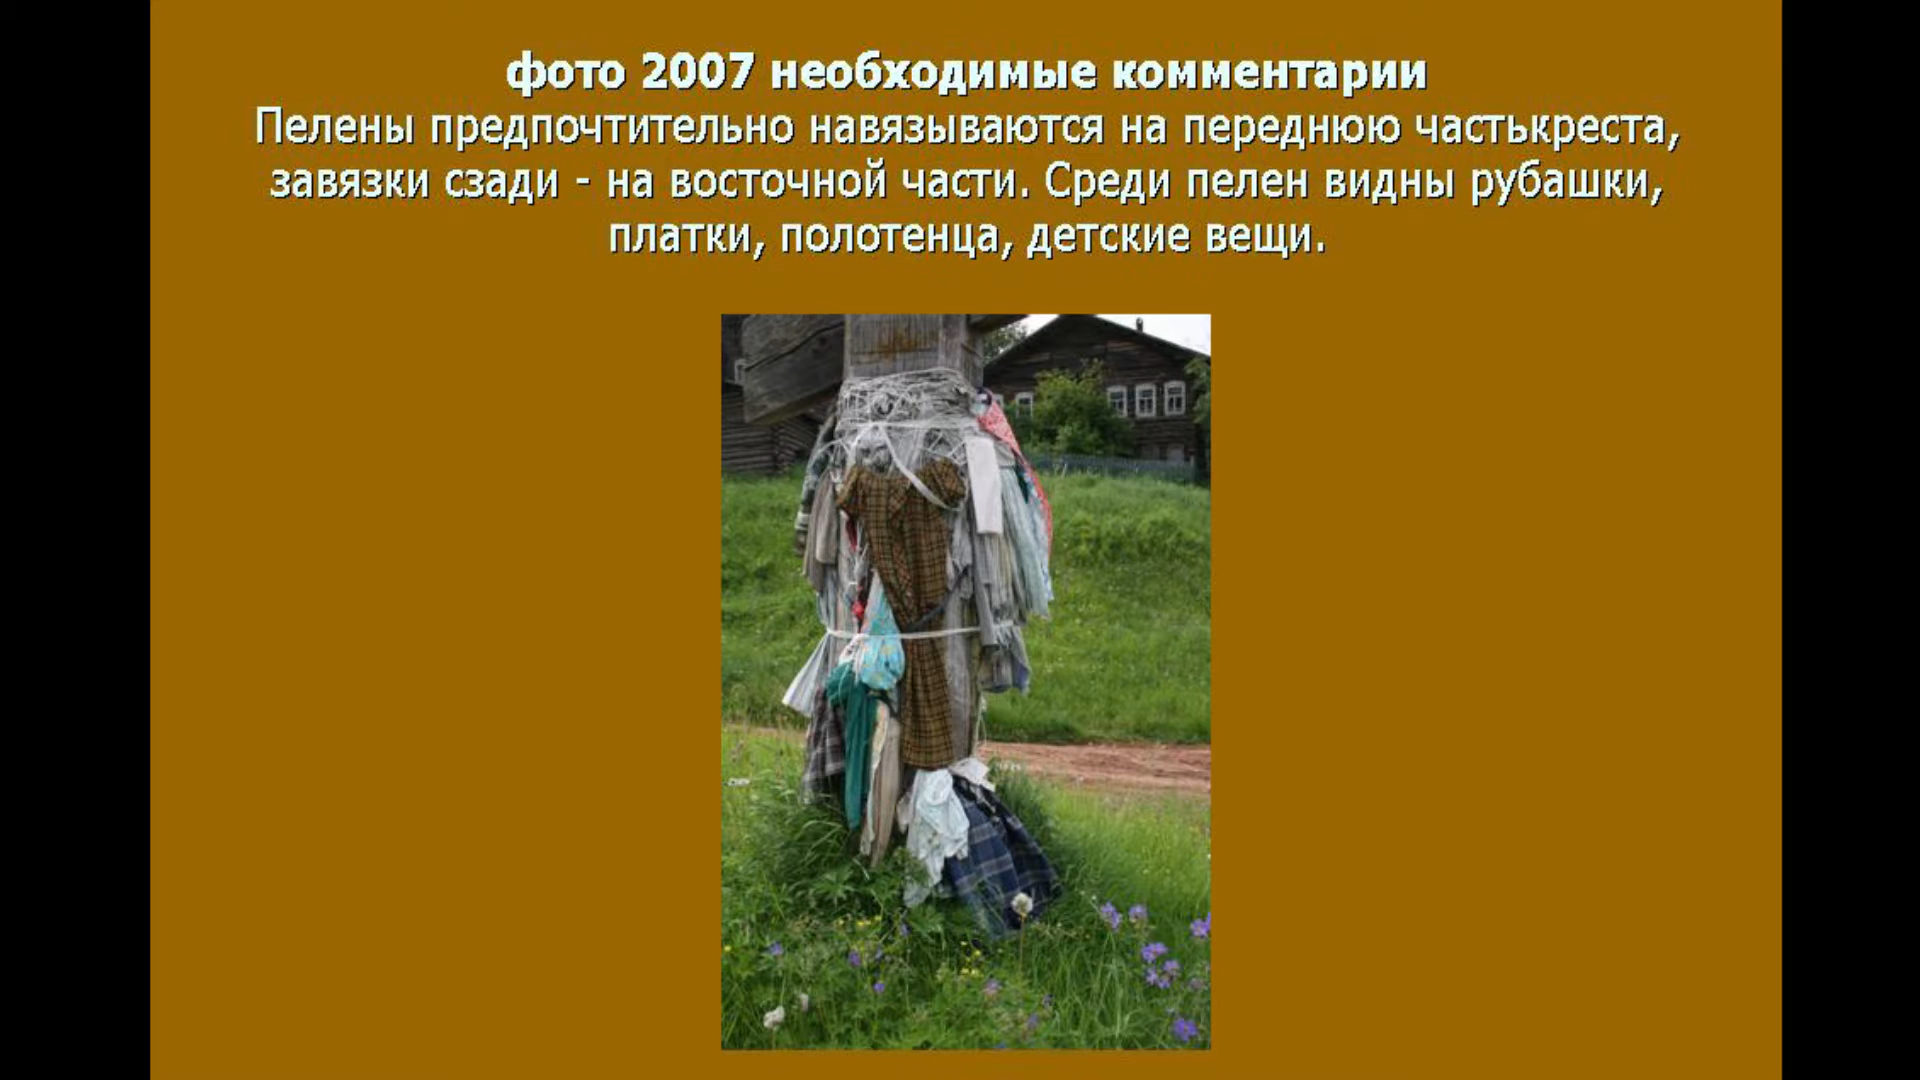 фото 2007 необходимые комментарии
Пелены предпочтительно навязываются на переднюю частькреста,
завязки сзади - на восточной части. Среди пелен видны рубашки,
платки, полотенца, детские вещи.